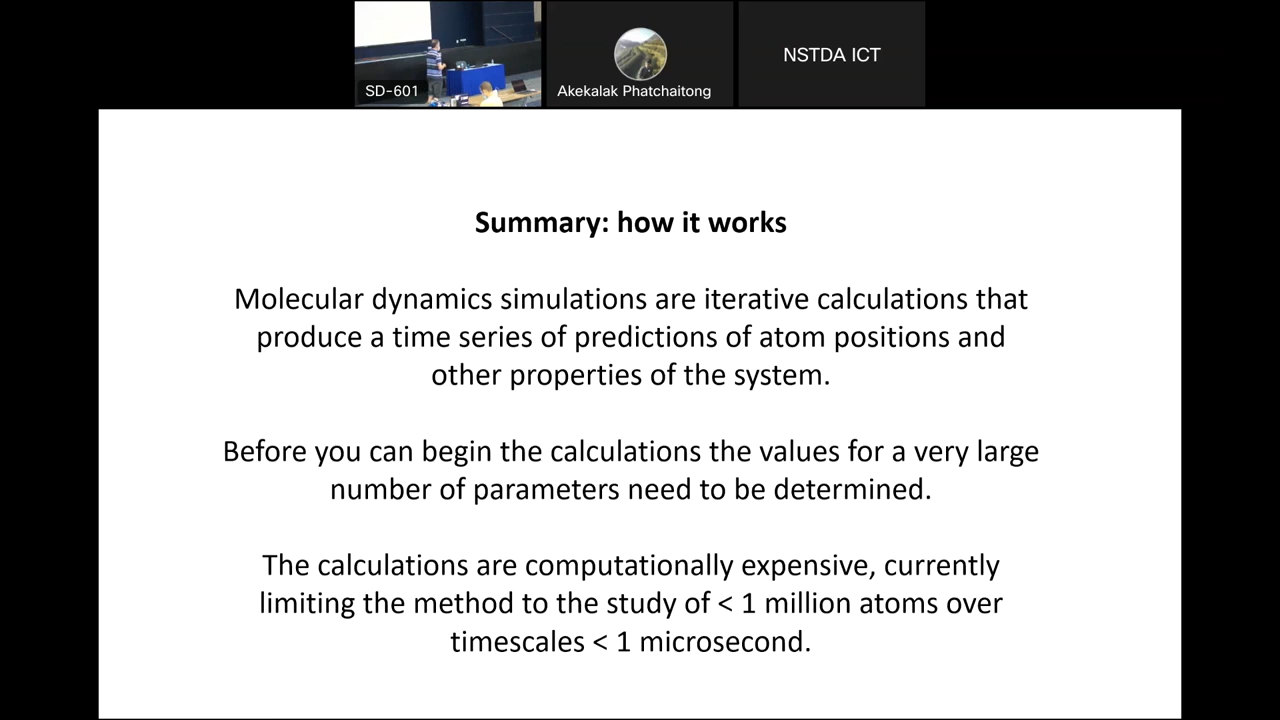 SD-601
Akekalak Phatchaitong
NSTDA ICT
Summary: how it works
Molecular dynamics simulations are iterative calculations that
produce a time series of predictions of atom positions and
other properties of the system.
Before you can begin the calculations the values for a very large
number of parameters need to be determined.
The calculations are computationally expensive, currently
limiting the method to the study of < 1 million atoms over
timescales < 1 microsecond.